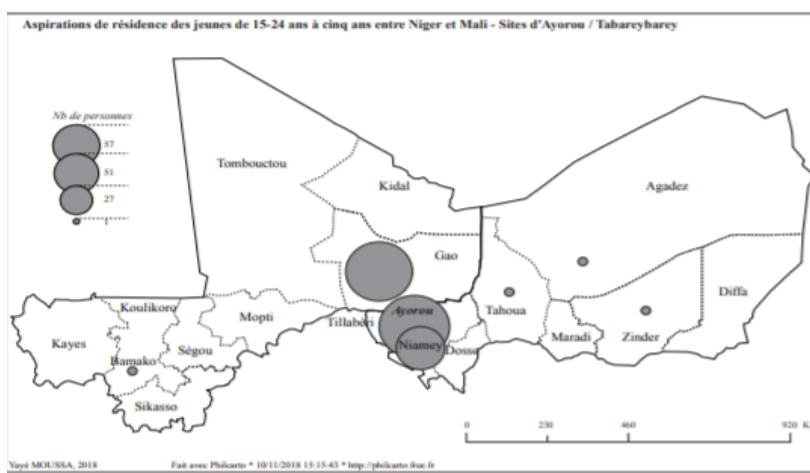 Aspirations de résidence des jeunes de 15-24 ans à cinq ans entre Niger et Mali - Sites d'Ayorou / Tabareybarey
Nb de personnes
57
51
27
1
Tombouctou
Kidal
Agadez
Gao
Diffa
Koulikoro
Mopti
Tillabéri
Ayorou
Tahoua
Kayes
Ségou
Niamey
Dosso
Maradi
Zinder
Bamako
Sikasso
0 230 460 920 K
Yayé MOUSSA, 2018 Fait avec Philcarto * 10/11/2018 15:15:43 * http://philcarto.free.fr